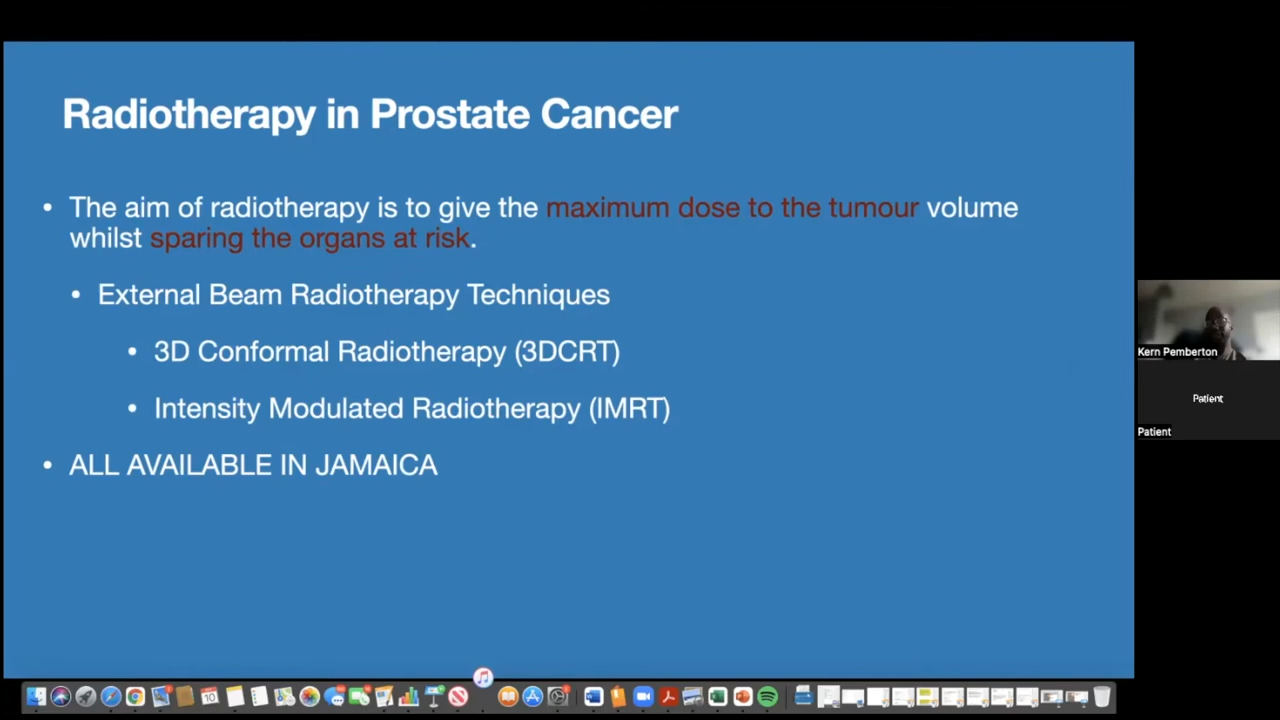 Radiotherapy in Prostate Cancer
• The aim of radiotherapy is to give the maximum dose to the tumour volume
whilst sparing the organs at risk.
• External Beam Radiotherapy Techniques
• 3D Conformal Radiotherapy (3DCRT)
• Intensity Modulated Radiotherapy (IMRT)
• ALL AVAILABLE IN JAMAICA
Kern Pemberton
Patient
Patient
10